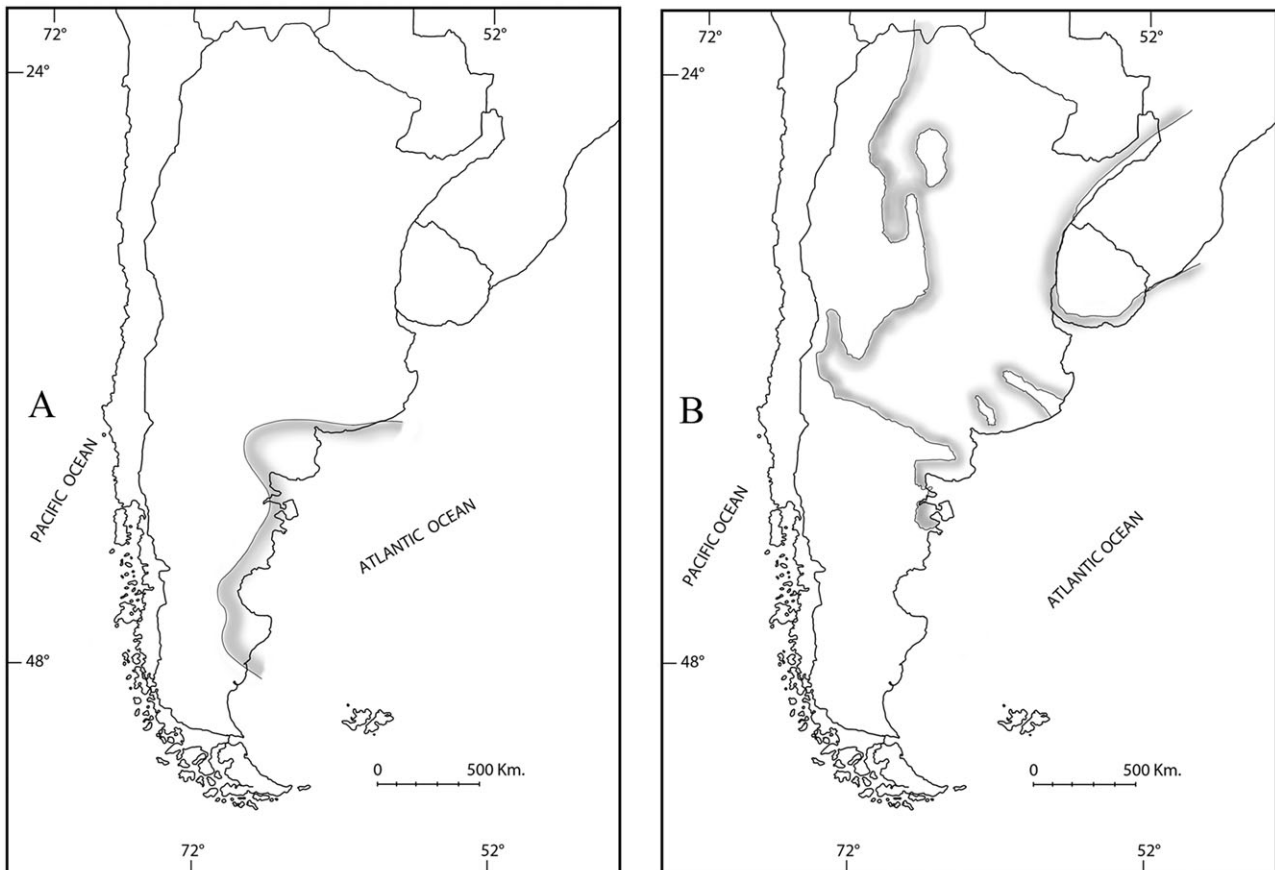 72°
52°
24°
A
PACIFIC OCEAN
ATLANTIC OCEAN
48°
0
500 Km.
72°
52°
72°
52°
24°
B
PACIFIC OCEAN
ATLANTIC OCEAN
48°
0
500 Km.
72°
52°